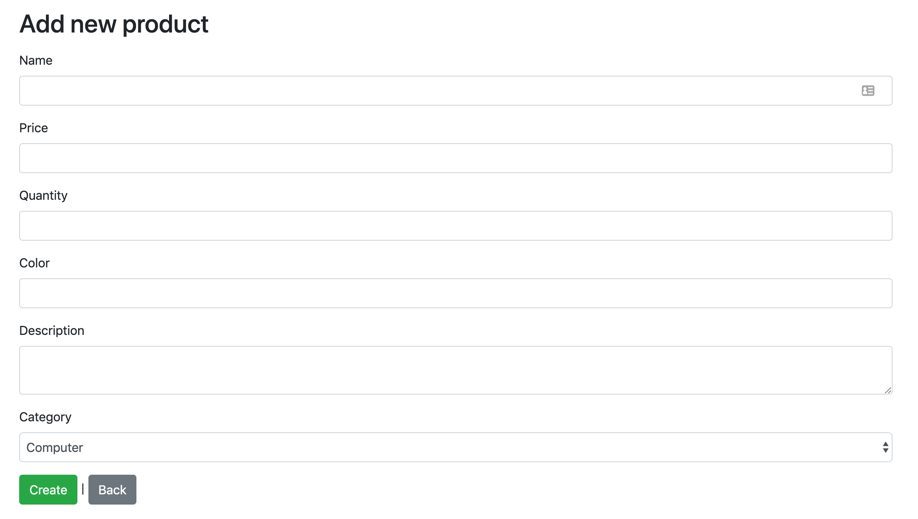 Add new product
Name
Price
Quantity
Color
Description
Category
Computer
Create | Back